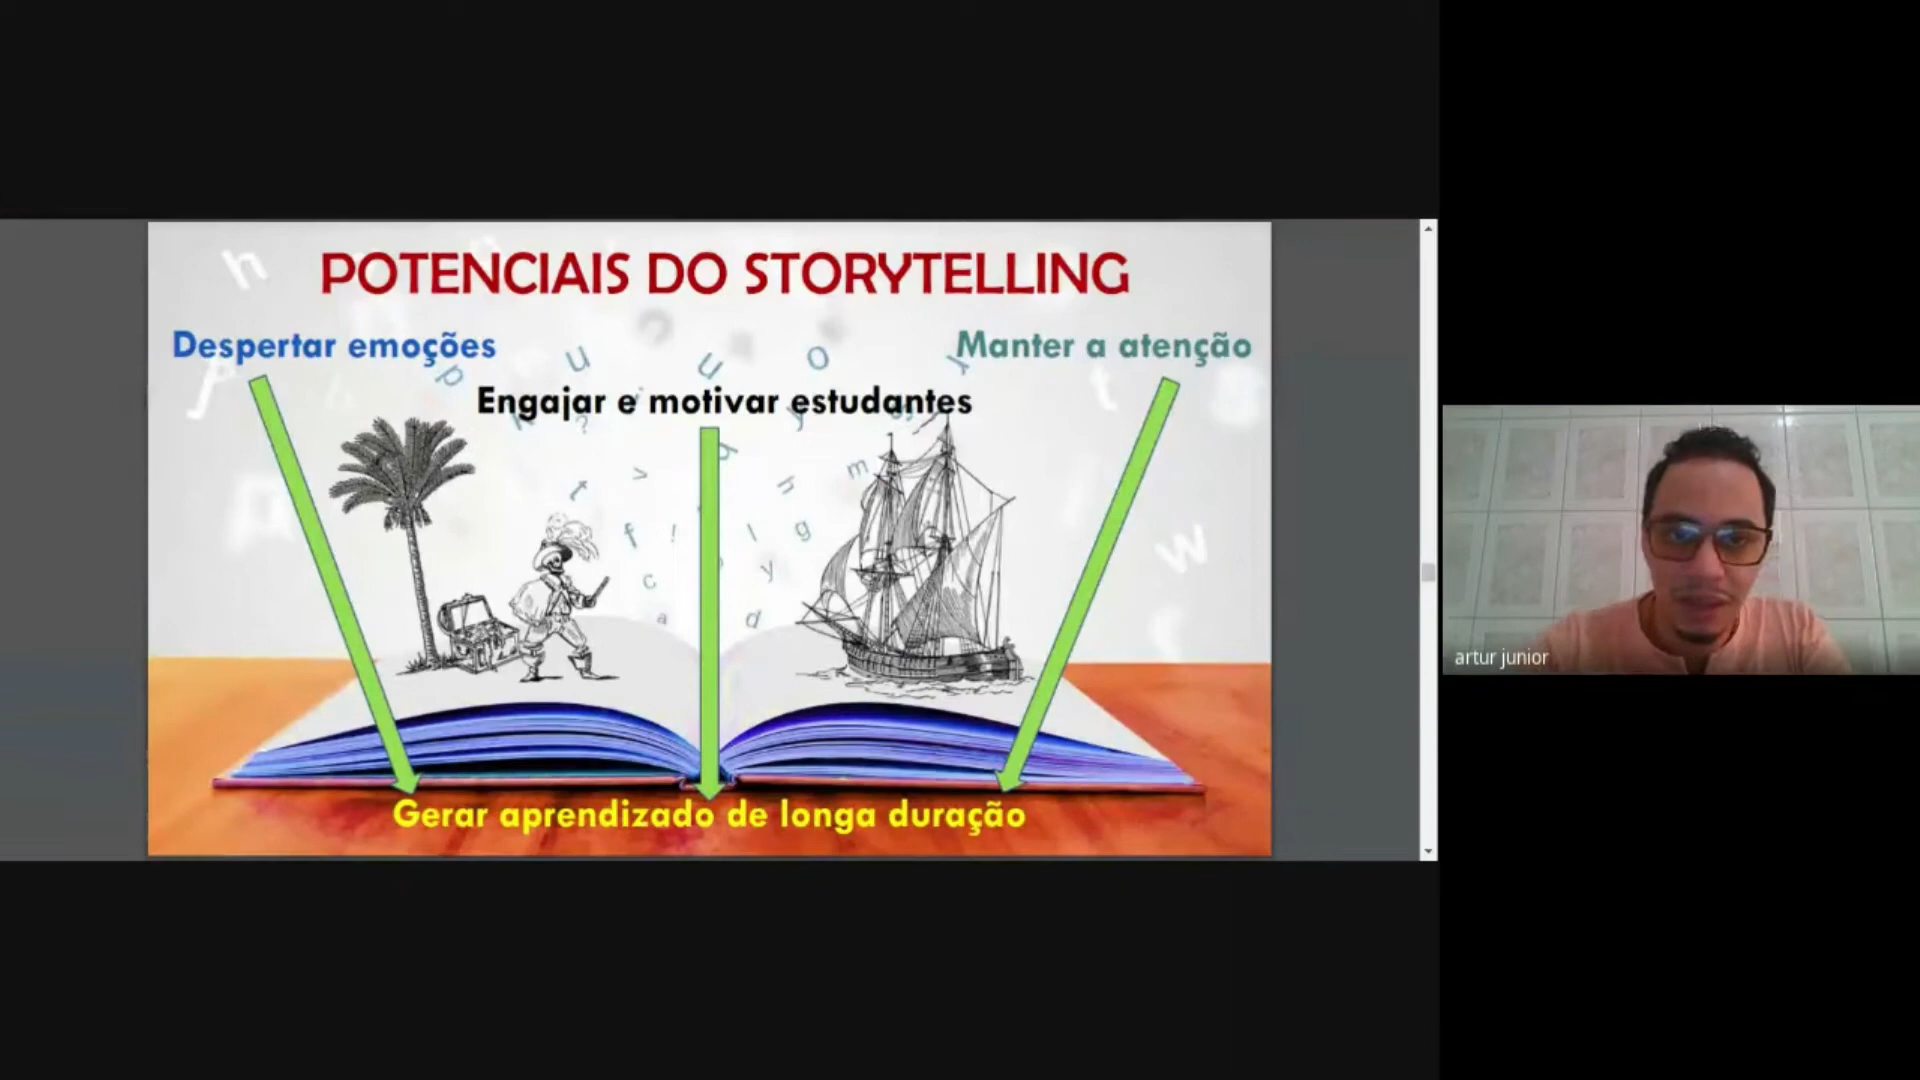 POTENCIAIS DO STORYTELLING
Despertar emoções
Manter a atenção
Engajar e motivar estudantes
Gerar aprendizado de longa duração
artur junior